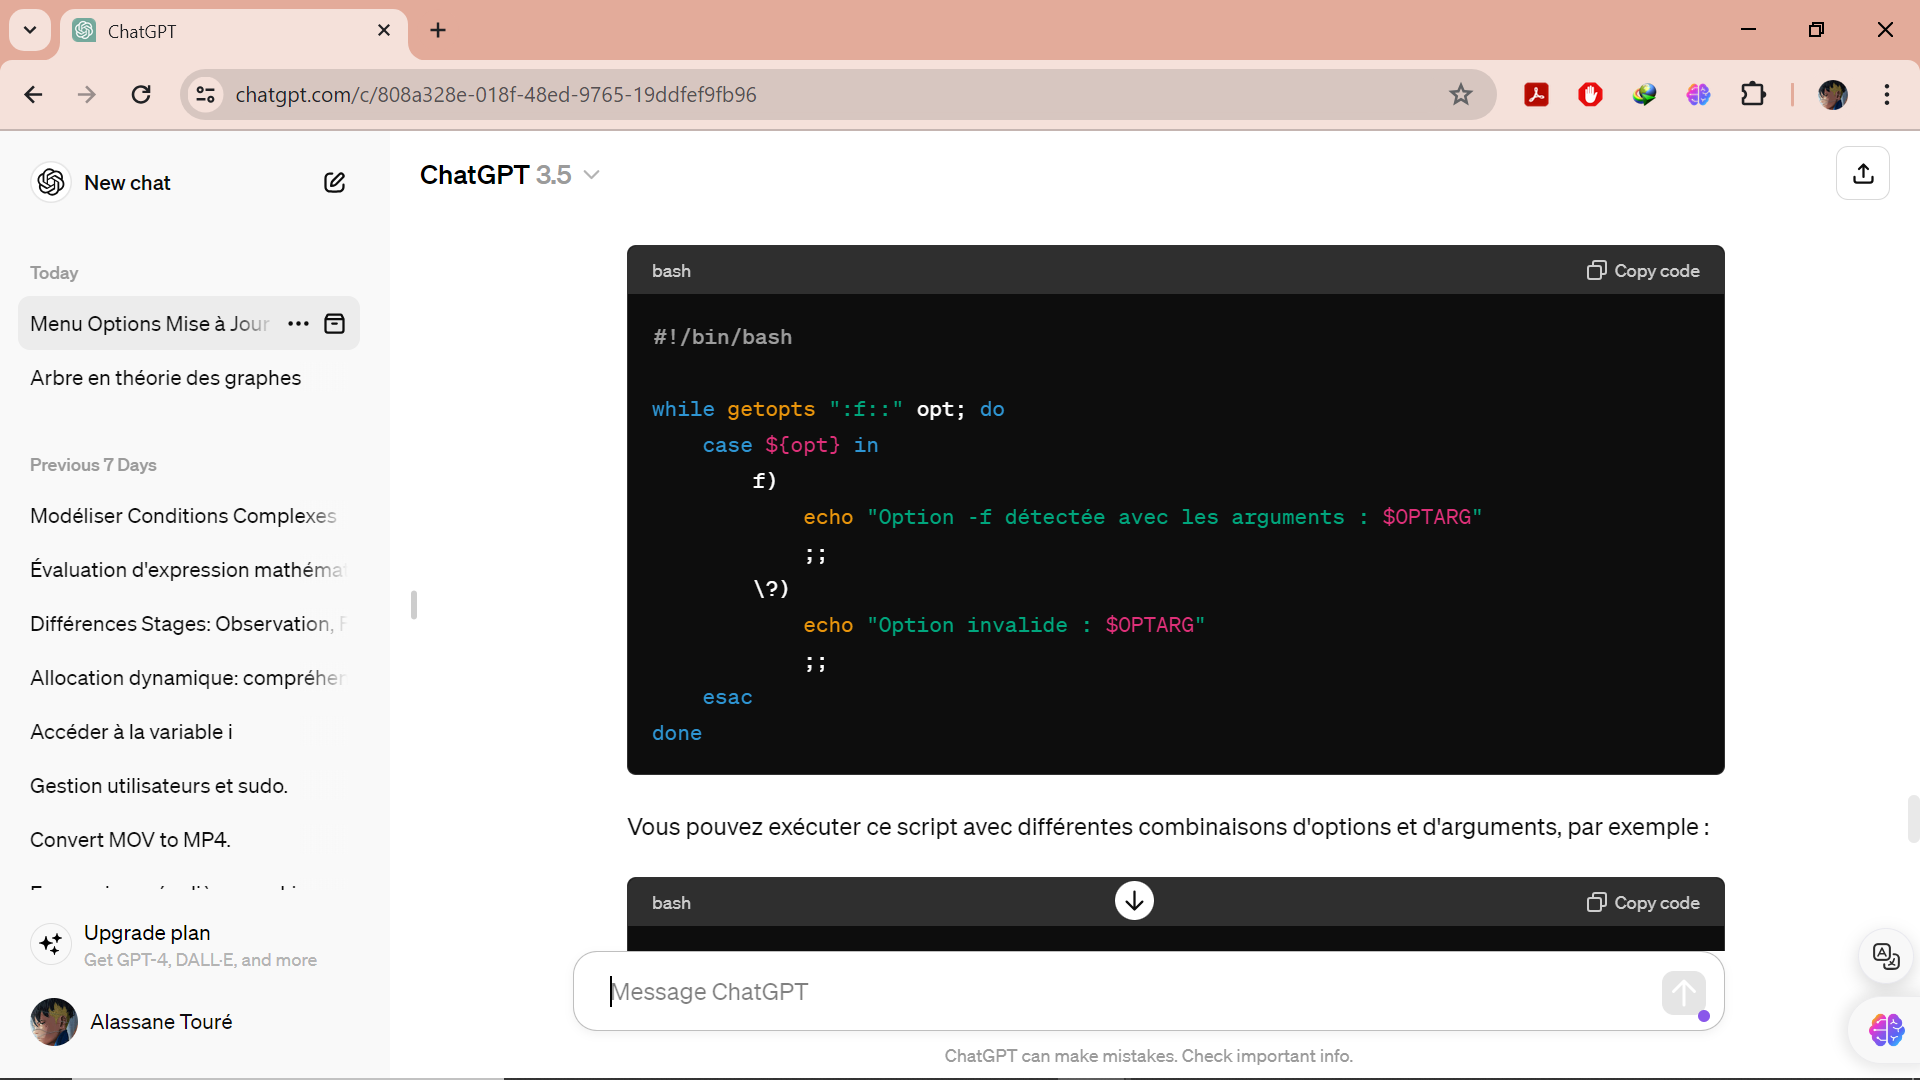 ChatGPT
chatgpt.com/c/808a328e-018f-48ed-9765-19ddfef9fb96
New chat
ChatGPT 3.5
Today
Menu Options Mise à Jour
Arbre en théorie des graphes
Previous 7 Days
Modéliser Conditions Complexes
Évaluation d'expression mathéma
Différences Stages: Observation,
Allocation dynamique: compréhe
Accéder à la variable i
Gestion utilisateurs et sudo.
Convert MOV to MP4.
Upgrade plan
Get GPT-4, DALL·E, and more
Alassane Touré
bash
Copy code
#!/bin/bash
while getopts ":f::" opt; do
case ${opt} in
f)
echo "Option -f détectée avec les arguments : $OPTARG"
;;
\?)
echo "Option invalide : $OPTARG"
;;
esac
done
Vous pouvez exécuter ce script avec différentes combinaisons d'options et d'arguments, par exemple :
bash
Copy code
Message ChatGPT
ChatGPT can make mistakes. Check important info.